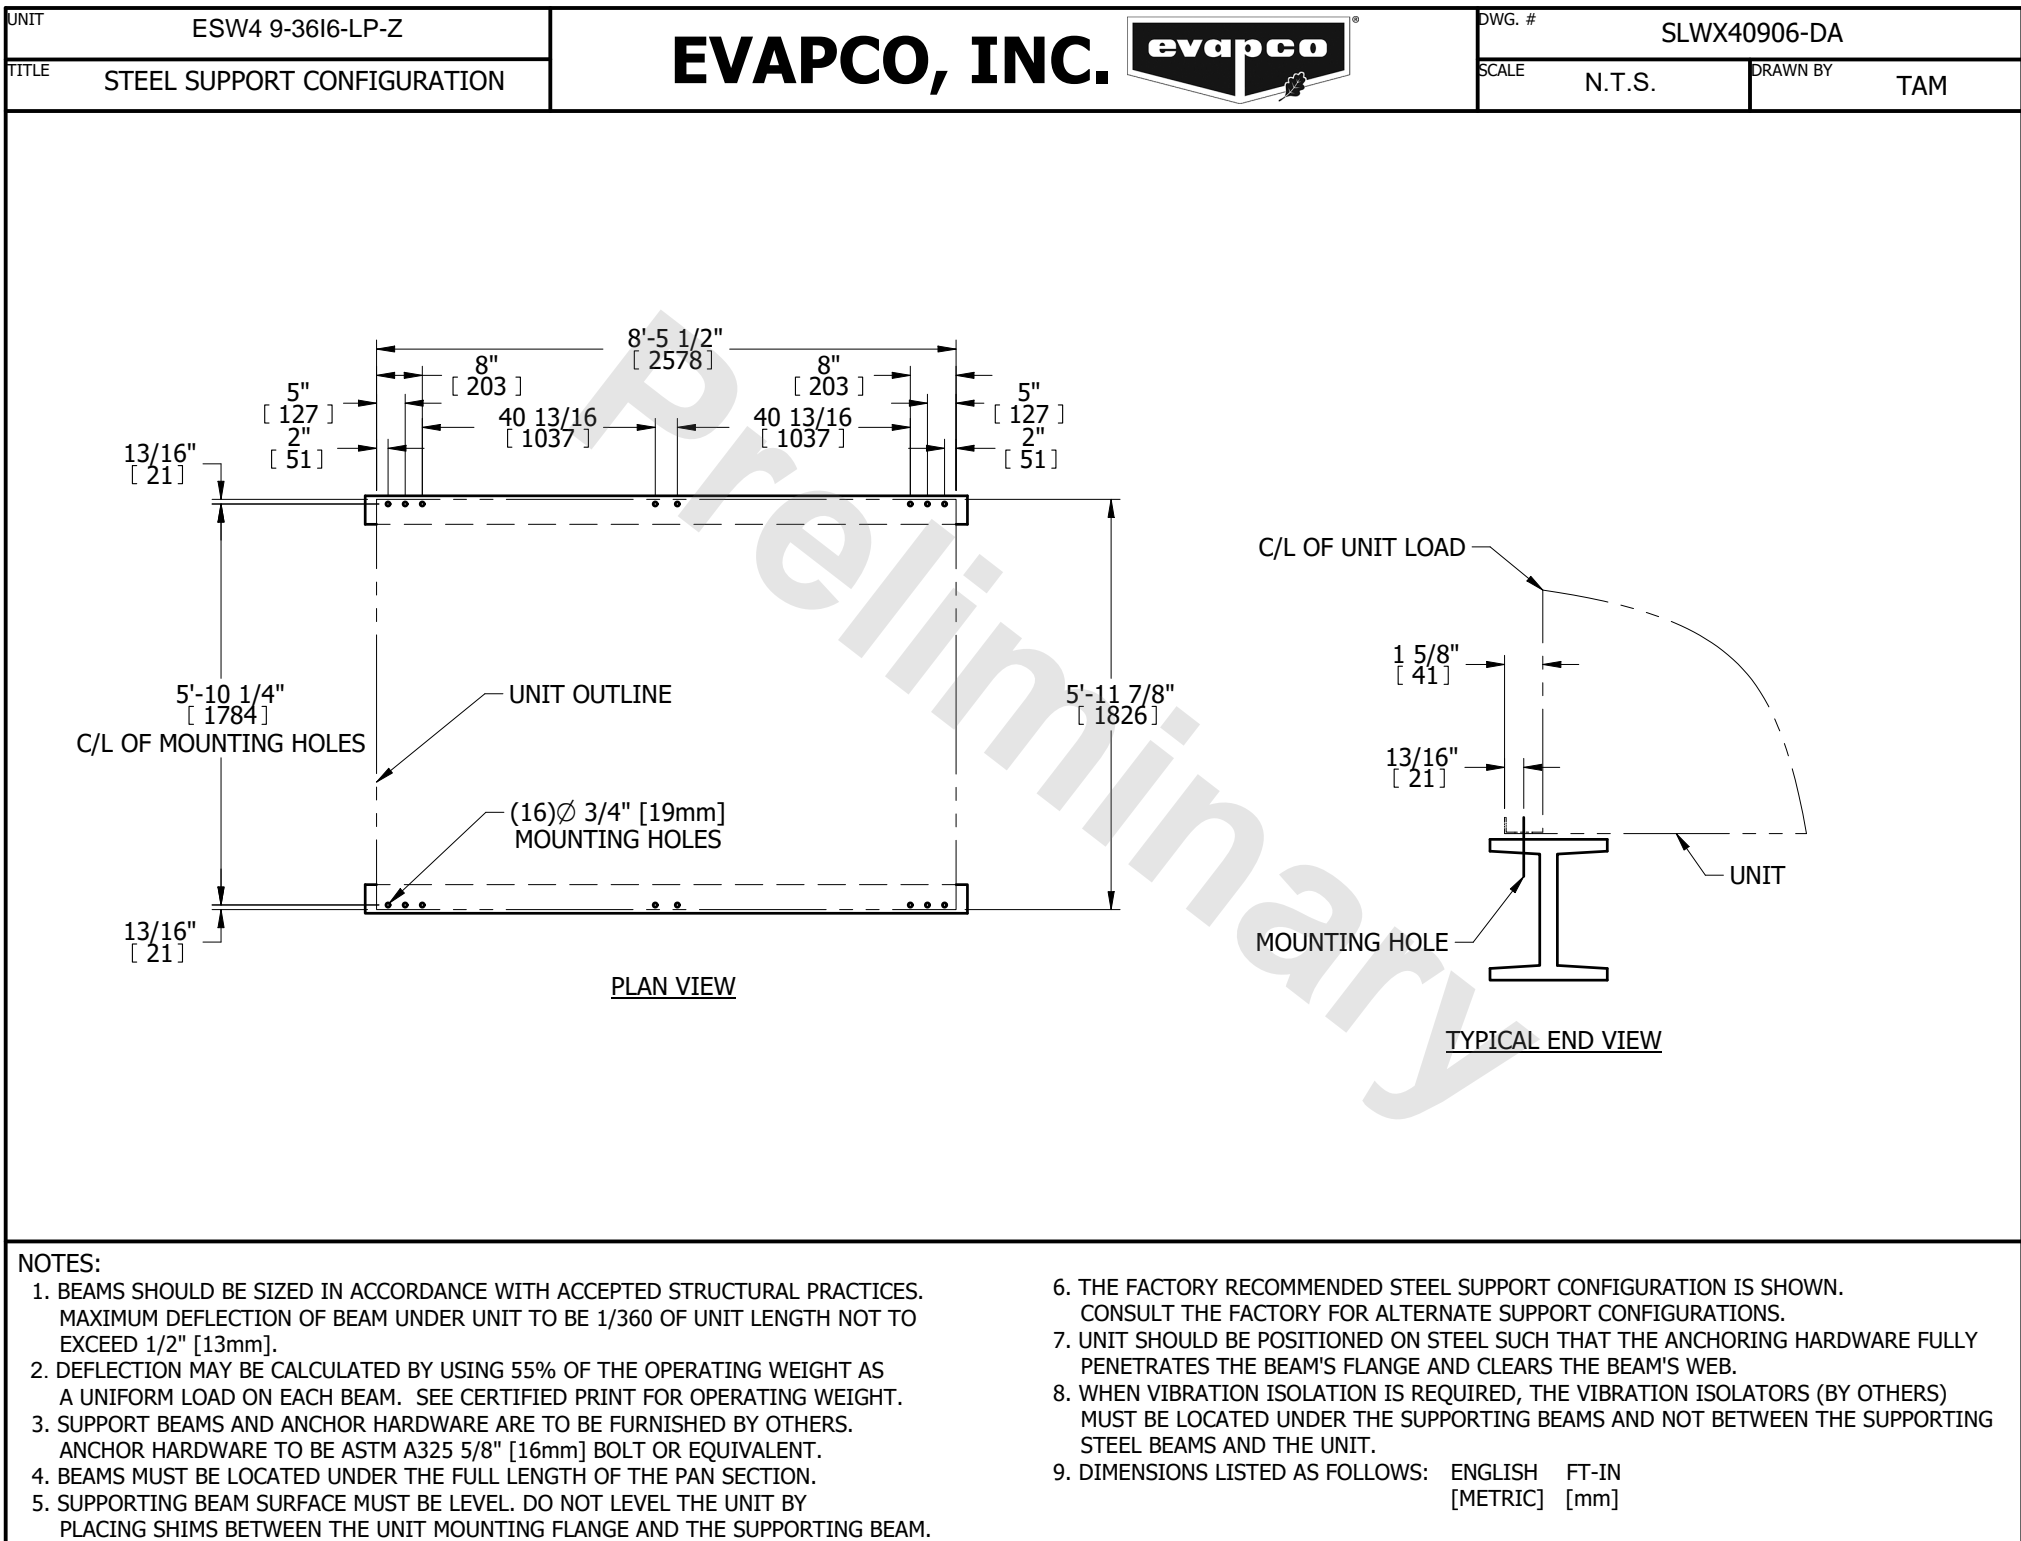 UNIT
ESW4 9-36I6-LP-Z
TITLE
STEEL SUPPORT CONFIGURATION
EVAPCO, INC.
evapco
®
DWG. #
SLWX40906-DA
SCALE
N.T.S.
DRAWN BY
TAM
8'-5 1/2"
[ 2578 ]
8"
[ 203 ]
8"
[ 203 ]
5"
[ 127 ]
5"
[ 127 ]
40 13/16
[ 1037 ]
40 13/16
[ 1037 ]
2"
[ 51 ]
2"
[ 51 ]
13/16"
[ 21 ]
5'-10 1/4"
[ 1784 ]
C/L OF MOUNTING HOLES
UNIT OUTLINE
5'-11 7/8"
[ 1826 ]
(16)Ø 3/4" [19mm]
MOUNTING HOLES
13/16"
[ 21 ]
PLAN VIEW
Preliminary
C/L OF UNIT LOAD
1 5/8"
[ 41 ]
13/16"
[ 21 ]
UNIT
MOUNTING HOLE
TYPICAL END VIEW
NOTES:
1. BEAMS SHOULD BE SIZED IN ACCORDANCE WITH ACCEPTED STRUCTURAL PRACTICES.
MAXIMUM DEFLECTION OF BEAM UNDER UNIT TO BE 1/360 OF UNIT LENGTH NOT TO
EXCEED 1/2" [13mm].
2. DEFLECTION MAY BE CALCULATED BY USING 55% OF THE OPERATING WEIGHT AS
A UNIFORM LOAD ON EACH BEAM. SEE CERTIFIED PRINT FOR OPERATING WEIGHT.
3. SUPPORT BEAMS AND ANCHOR HARDWARE ARE TO BE FURNISHED BY OTHERS.
ANCHOR HARDWARE TO BE ASTM A325 5/8" [16mm] BOLT OR EQUIVALENT.
4. BEAMS MUST BE LOCATED UNDER THE FULL LENGTH OF THE PAN SECTION.
5. SUPPORTING BEAM SURFACE MUST BE LEVEL. DO NOT LEVEL THE UNIT BY
PLACING SHIMS BETWEEN THE UNIT MOUNTING FLANGE AND THE SUPPORTING BEAM.
6. THE FACTORY RECOMMENDED STEEL SUPPORT CONFIGURATION IS SHOWN.
CONSULT THE FACTORY FOR ALTERNATE SUPPORT CONFIGURATIONS.
7. UNIT SHOULD BE POSITIONED ON STEEL SUCH THAT THE ANCHORING HARDWARE FULLY
PENETRATES THE BEAM'S FLANGE AND CLEARS THE BEAM'S WEB.
8. WHEN VIBRATION ISOLATION IS REQUIRED, THE VIBRATION ISOLATORS (BY OTHERS)
MUST BE LOCATED UNDER THE SUPPORTING BEAMS AND NOT BETWEEN THE SUPPORTING
STEEL BEAMS AND THE UNIT.
9. DIMENSIONS LISTED AS FOLLOWS: ENGLISH FT-IN
[METRIC] [mm]